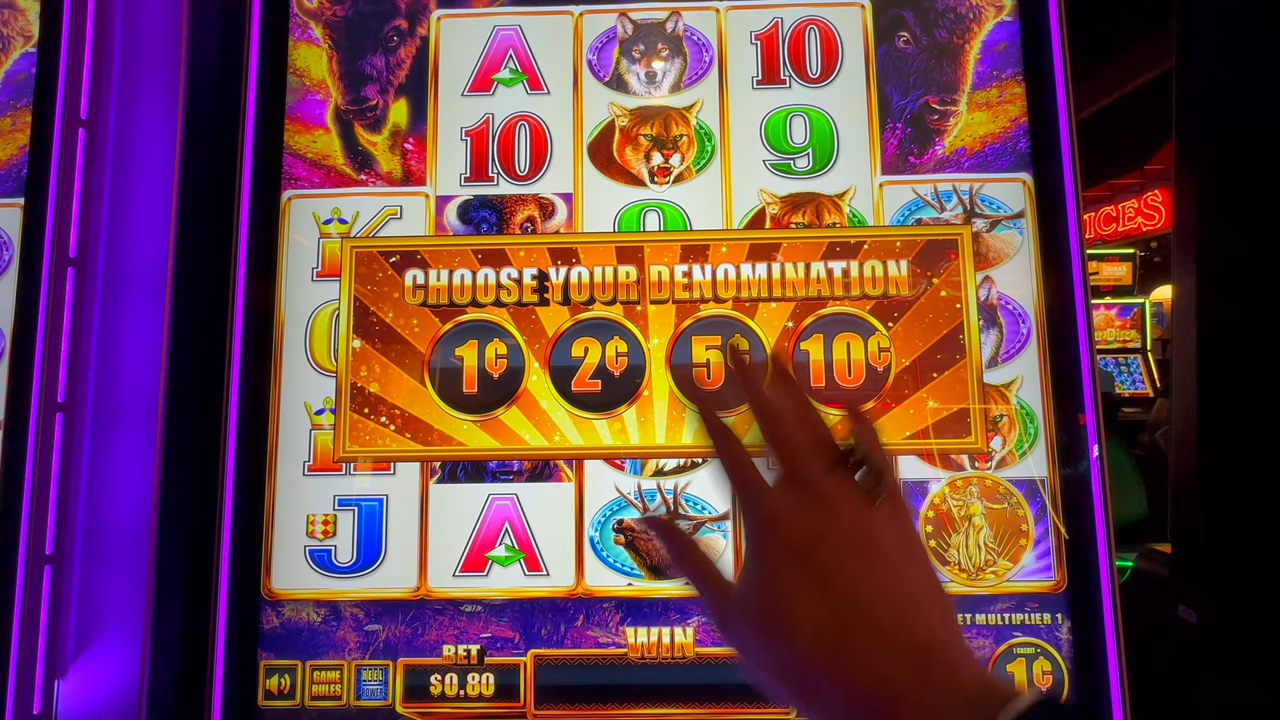 A
10
10
9
9
ICES
CHOOSE YOUR DENOMINATION
1¢ 2¢ 5¢ 10¢
J
A
BET MULTIPLIER 1
WIN
BET
$0.80
GAME
RULES
REEL
POWER
1 CREDIT =
1¢